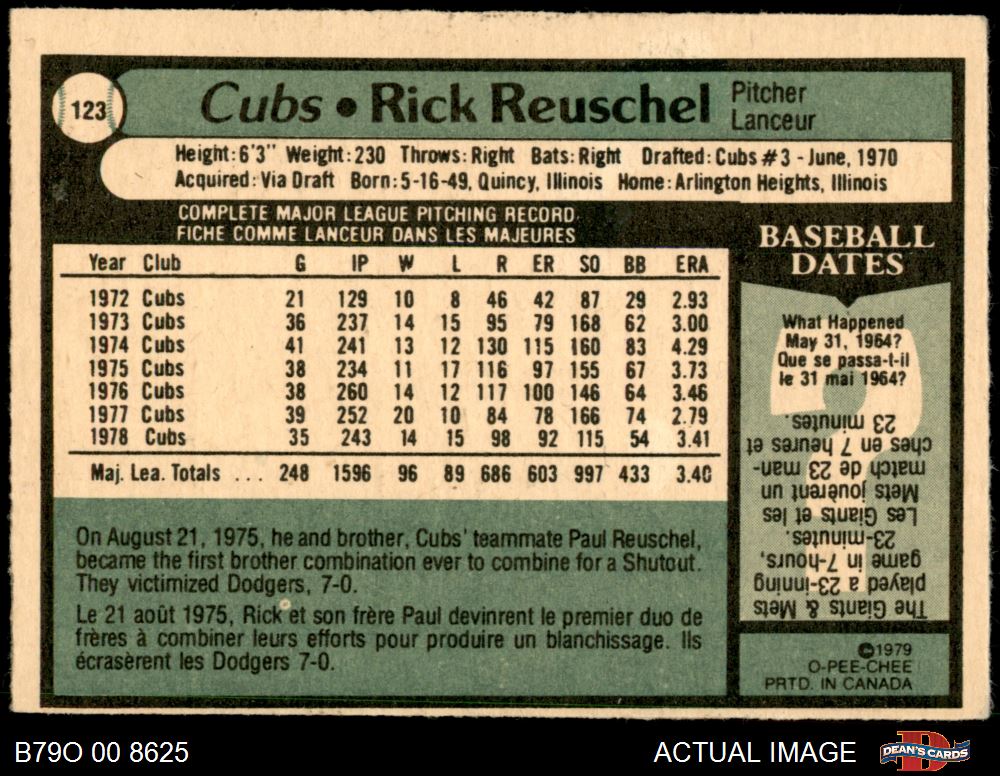 123
Cubs • Rick Reuschel Pitcher
Lanceur
Height: 6'3" Weight: 230 Throws: Right Bats: Right Drafted: Cubs #3 - June, 1970
Acquired: Via Draft Born: 5-16-49, Quincy, Illinois Home: Arlington Heights, Illinois
COMPLETE MAJOR LEAGUE PITCHING RECORD.
FICHE COMME LANCEUR DANS LES MAJEURES
Year Club G IP W L R ER SO BB ERA
1972 Cubs 21 129 10 8 46 42 87 29 2.93
1973 Cubs 36 237 14 15 95 79 168 62 3.00
1974 Cubs 41 241 13 12 130 115 160 83 4.29
1975 Cubs 38 234 11 17 116 97 155 67 3.73
1976 Cubs 38 260 14 12 117 100 146 64 3.46
1977 Cubs 39 252 20 10 84 78 166 74 2.79
1978 Cubs 35 243 14 15 98 92 115 54 3.41
Maj. Lea. Totals ... 248 1596 96 89 686 603 997 433 3.40
On August 21, 1975, he and brother, Cubs' teammate Paul Reuschel,
became the first brother combination ever to combine for a Shutout.
They victimized Dodgers, 7-0.
Le 21 août 1975, Rick et son frère Paul devinrent le premier duo de
frères à combiner leurs efforts pour produire un blanchissage. Ils
écrasèrent les Dodgers 7-0.
BASEBALL
DATES
What Happened
May 31, 1964?
Que se passa-t-il
le 31 mai 1964?
The Giants & Mets
played a 23-inning
game in 7-hours,
23-minutes.
Les Giants et les
Mets jouèrent un
match de 23 man-
ches en 7 heures et
23 minutes.
©1979
O-PEE-CHEE
PRTD. IN CANADA
B79O 00 8625
ACTUAL IMAGE
DEAN'S CARDS